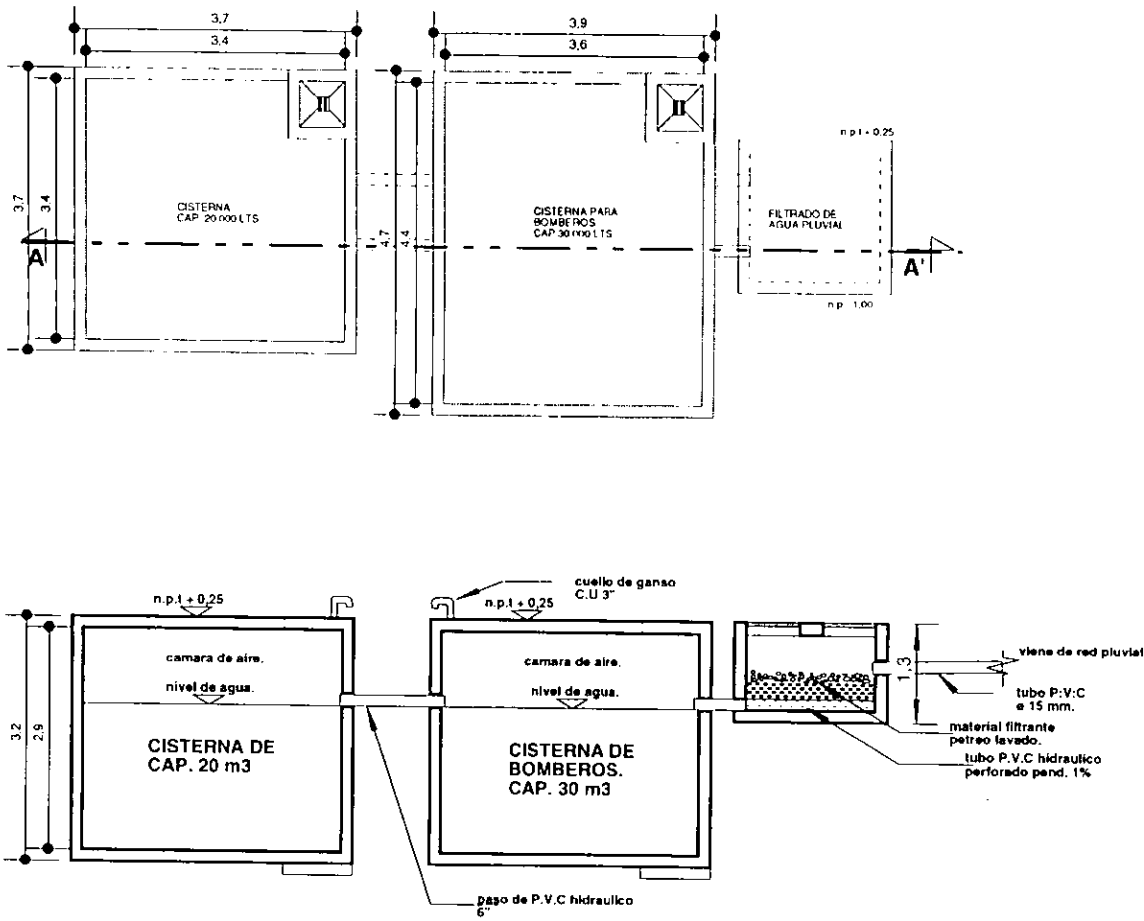 3,7
3,4
3,9
3,6
3,7
3,4
4,7
4,4
CISTERNA
CAP. 20 000 LTS
CISTERNA PARA
BOMBEROS
CAP 30 000 LTS
n.p.t + 0,25
FILTRADO DE
AGUA PLUVIAL
A
A'
n.p. 1,00
cuello de ganso
C.U 3"
n.p.t + 0,25
n.p.t + 0,25
camara de aire.
camara de aire.
nivel de agua.
nivel de agua.
3,2
2,9
1,3
CISTERNA DE
CAP. 20 m3
CISTERNA DE
BOMBEROS.
CAP. 30 m3
viene de red pluvial
tubo P:V:C
ø 15 mm.
material filtrante
petreo lavado.
tubo P.V.C hidraulico
perforado pend. 1%
paso de P.V.C hidraulico
6"